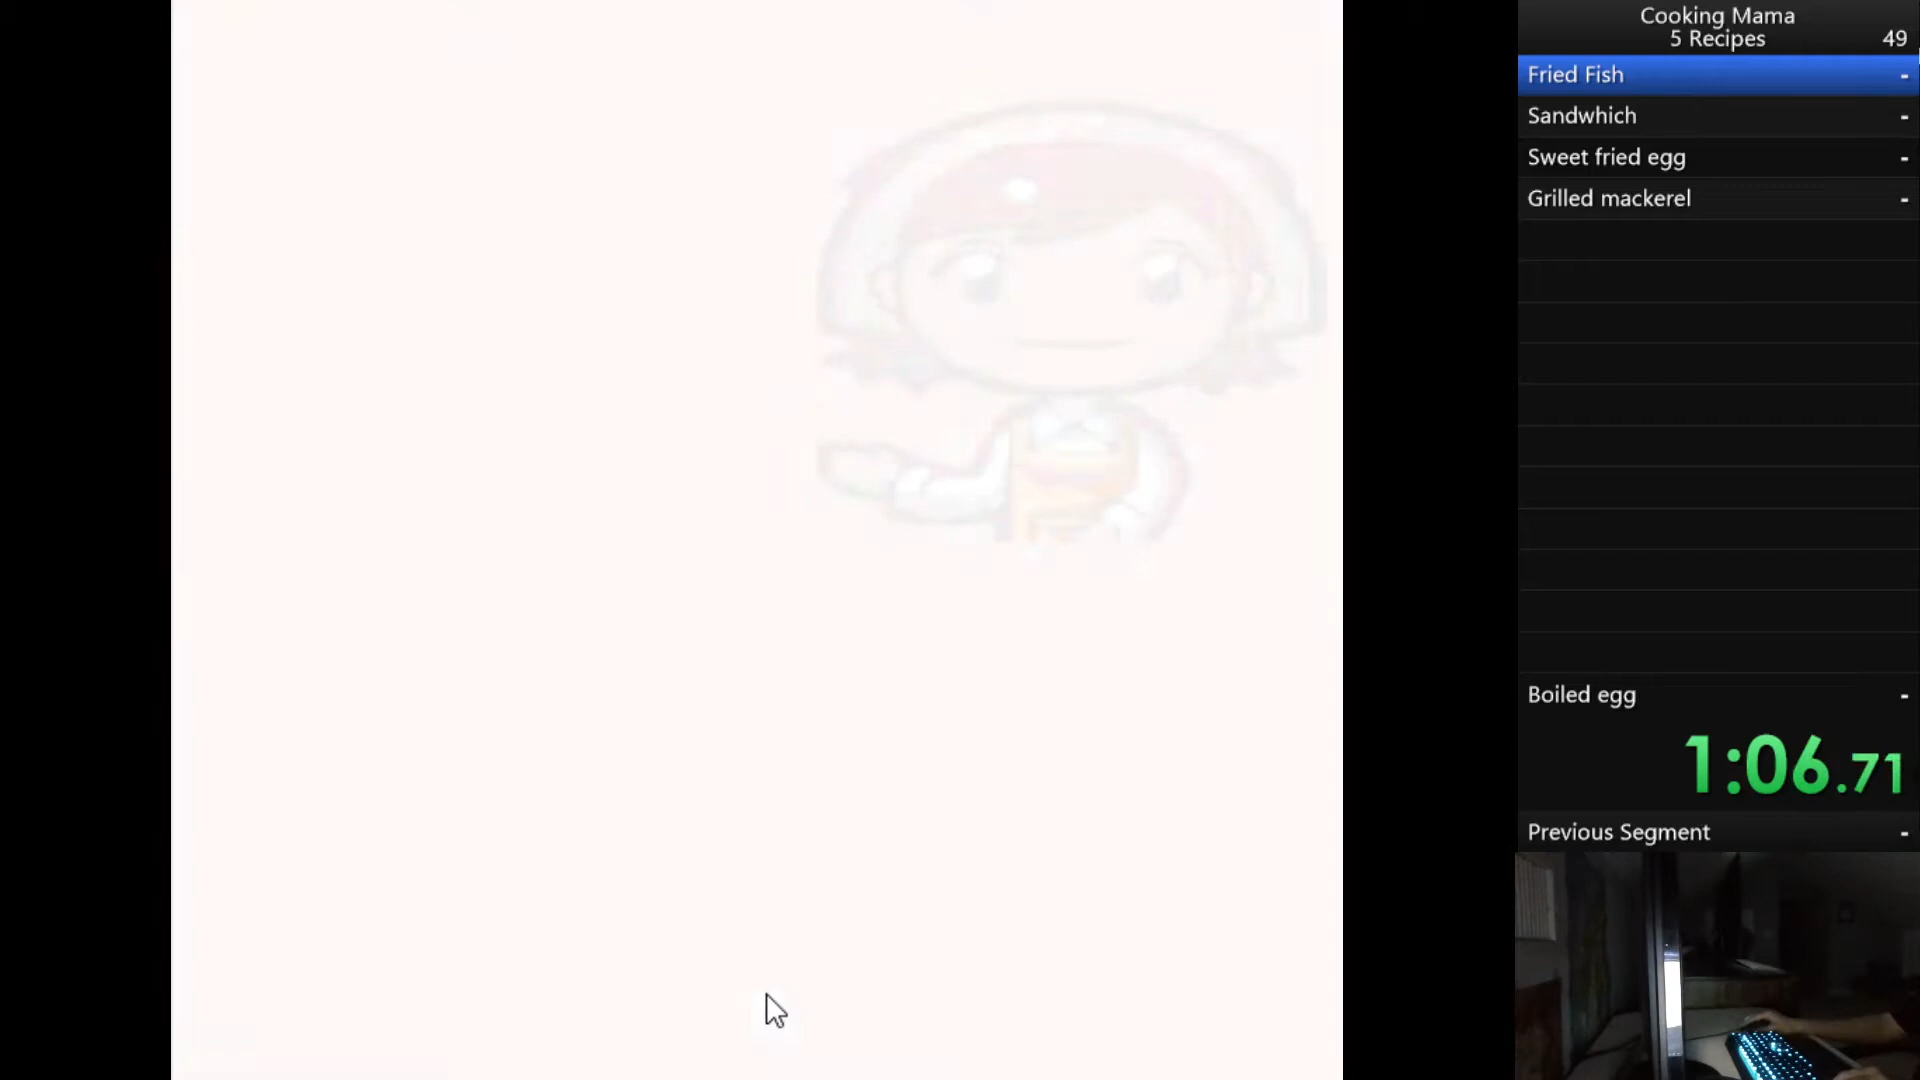 Cooking Mama
5 Recipes 49
Fried Fish -
Sandwhich -
Sweet fried egg -
Grilled mackerel -
Boiled egg -
1:06.71
Previous Segment -